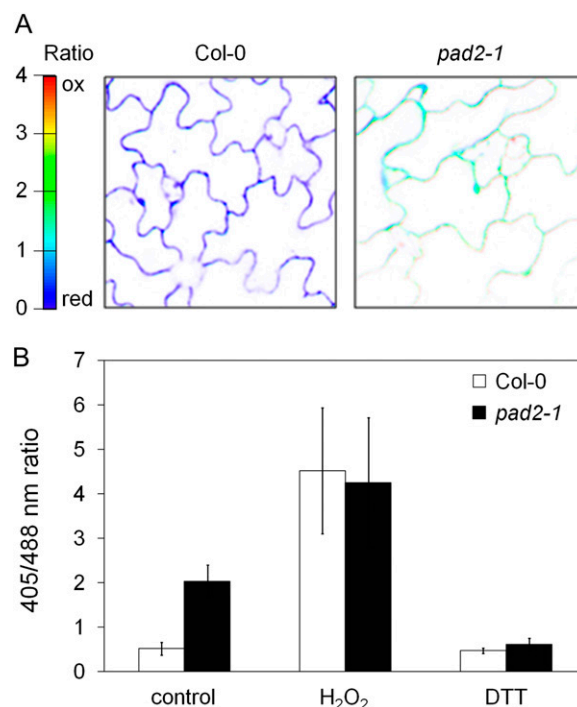 A
Ratio
Col-0
pad2-1
4
ox
3
2
1
0
red
B
7
6
5
4
3
2
1
0
405/488 nm ratio
Col-0
pad2-1
control
H₂O₂
DTT